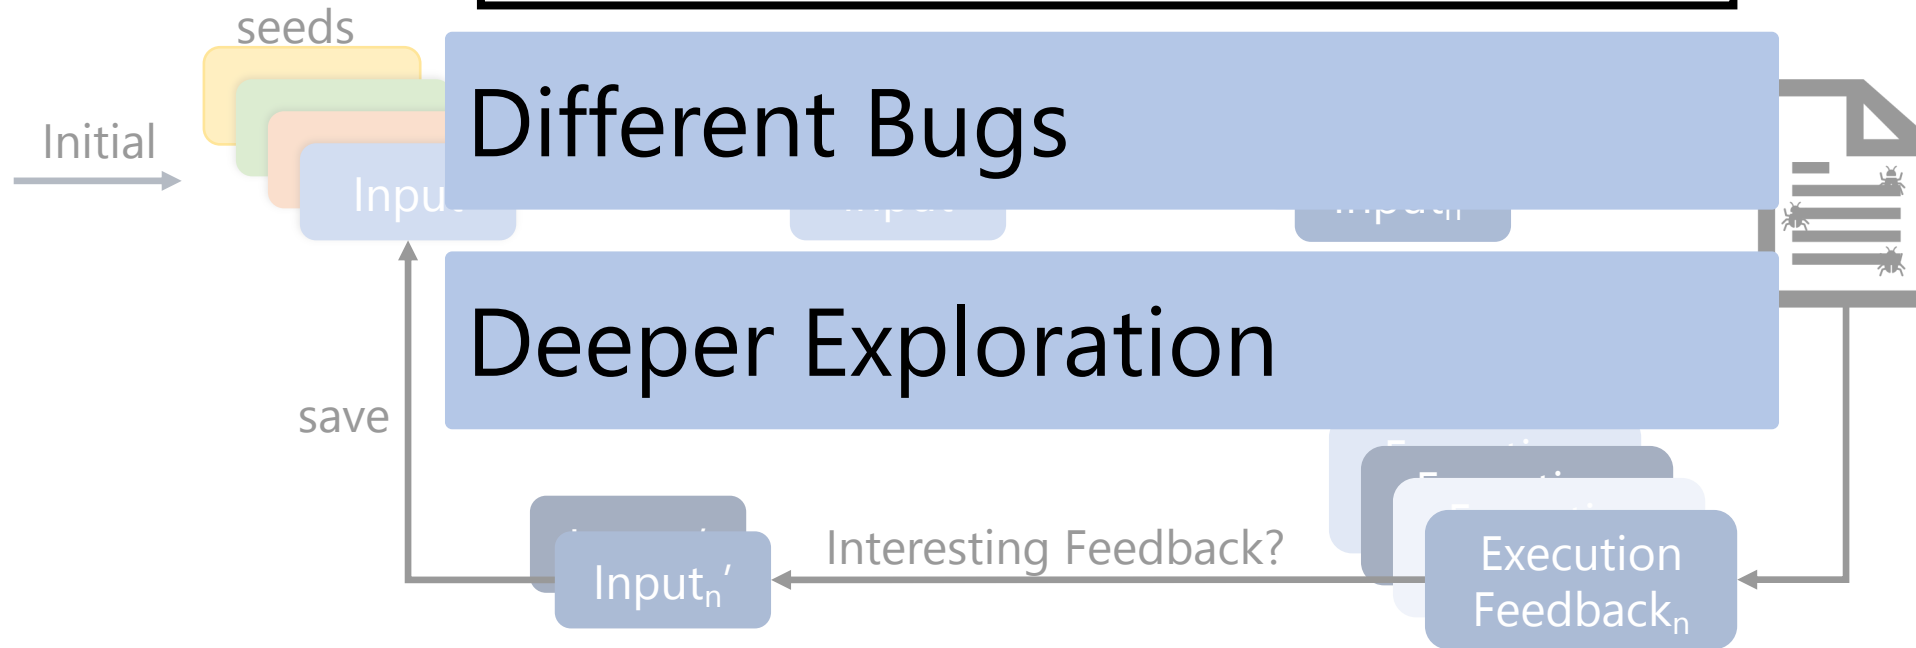 seeds
Initial
Different Bugs
Deeper Exploration
save
Interesting Feedback?
Execution
Feedbackₙ
Inputₙ′